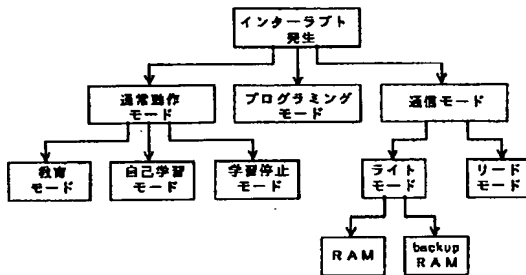 インターラプト
発生
通常動作
モード
プログラミング
モード
通信モード
教育
モード
自己学習
モード
学習停止
モード
ライト
モード
リード
モード
RAM
backup
RAM